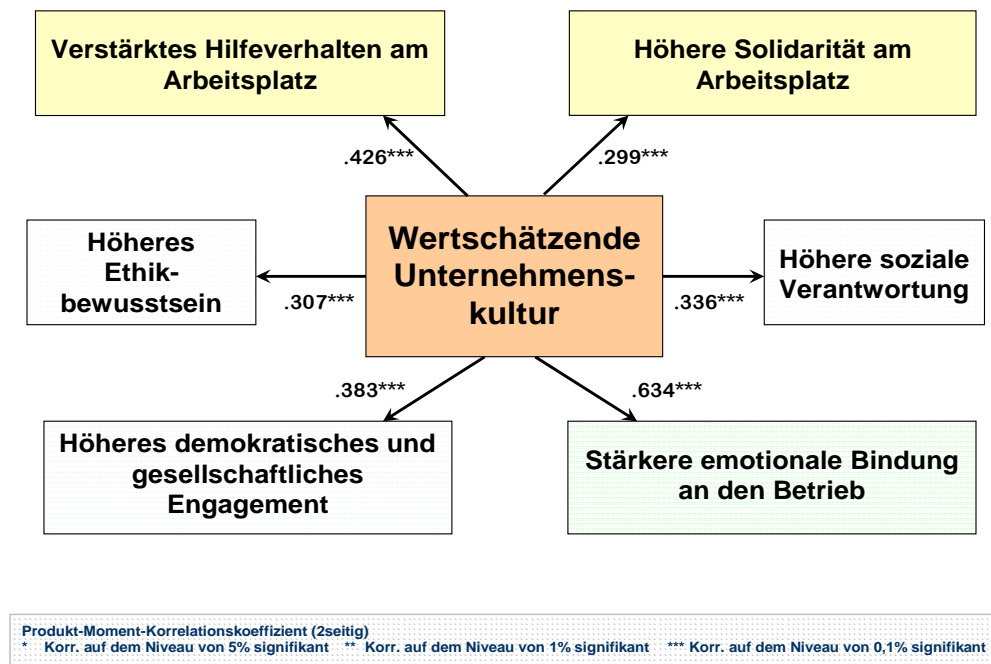 Verstärktes Hilfeverhalten am
Arbeitsplatz
Höhere Solidarität am
Arbeitsplatz
.426***
.299***
Höheres
Ethik-
bewusstsein
Wertschätzende
Unternehmens-
kultur
Höhere soziale
Verantwortung
.307***
.336***
.383***
.634***
Höheres demokratisches und
gesellschaftliches
Engagement
Stärkere emotionale Bindung
an den Betrieb
Produkt-Moment-Korrelationskoeffizient (2seitig)
* Korr. auf dem Niveau von 5% signifikant ** Korr. auf dem Niveau von 1% signifikant *** Korr. auf dem Niveau von 0,1% signifikant